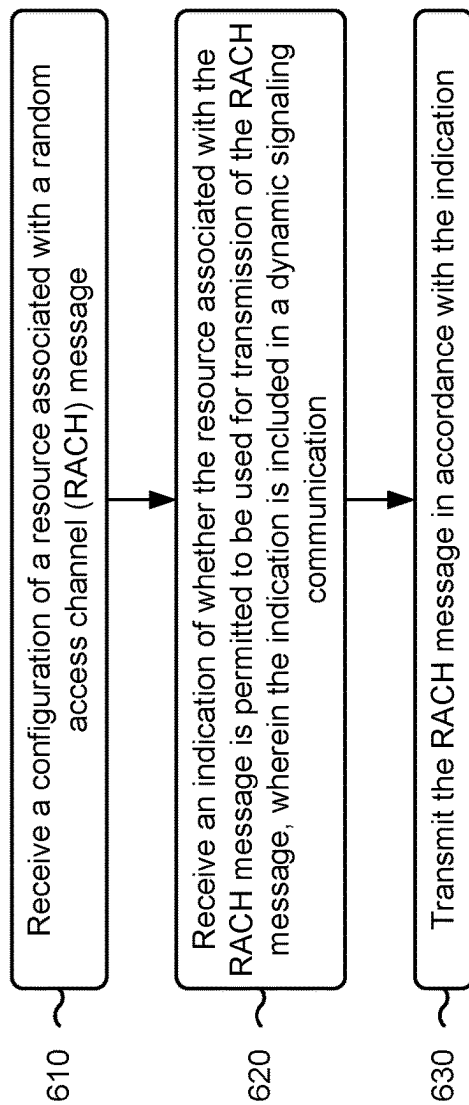 610
Receive a configuration of a resource associated with a random
access channel (RACH) message
620
Receive an indication of whether the resource associated with the
RACH message is permitted to be used for transmission of the RACH
message, wherein the indication is included in a dynamic signaling
communication
630
Transmit the RACH message in accordance with the indication